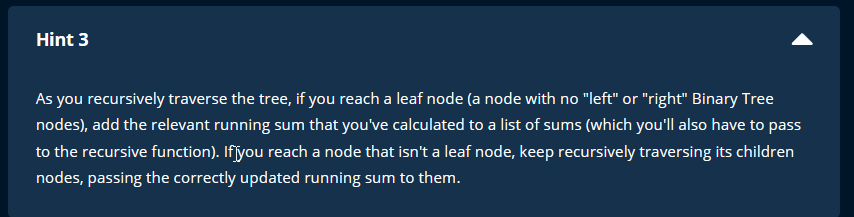 Hint 3
As you recursively traverse the tree, if you reach a leaf node (a node with no "left" or "right" Binary Tree
nodes), add the relevant running sum that you've calculated to a list of sums (which you'll also have to pass
to the recursive function). If you reach a node that isn't a leaf node, keep recursively traversing its children
nodes, passing the correctly updated running sum to them.